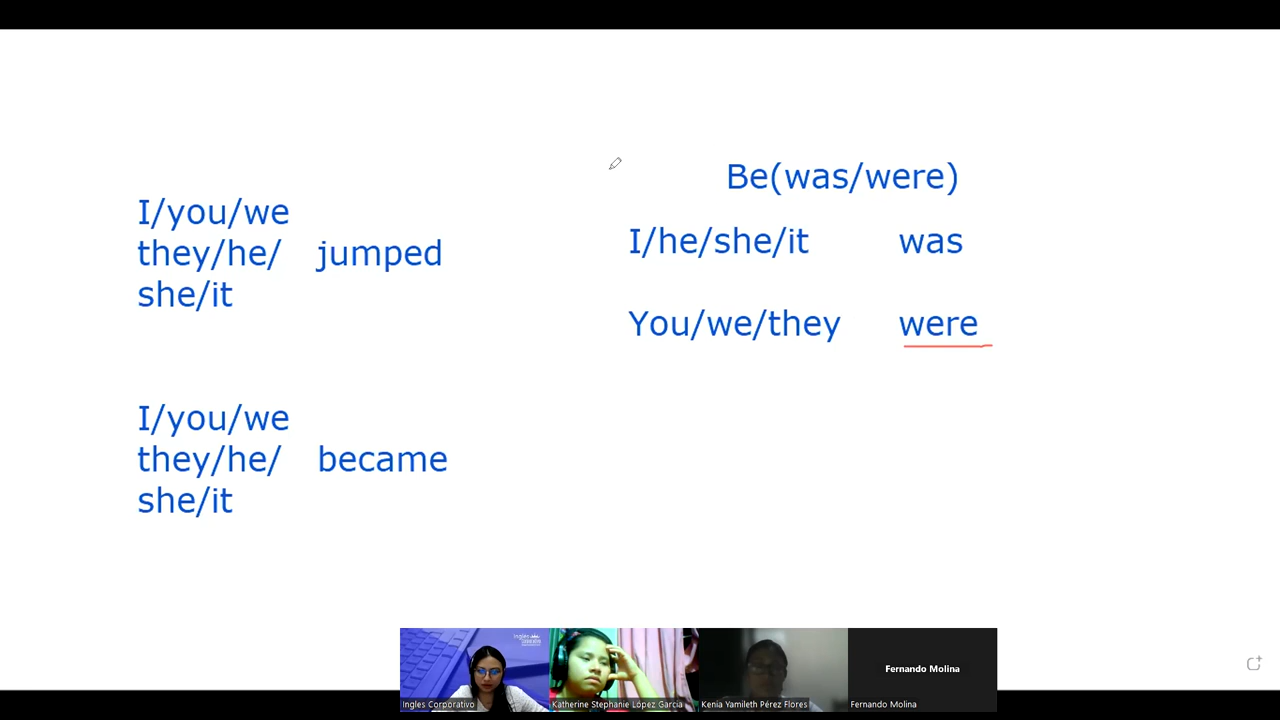 I/you/we
they/he/ jumped
she/it
I/you/we
they/he/ became
she/it
Be(was/were)
I/he/she/it was
You/we/they were
Ingles Corporativo
Katherine Stephanie López Garcia
Kenia Yamileth Pérez Flores
Fernando Molina
Fernando Molina